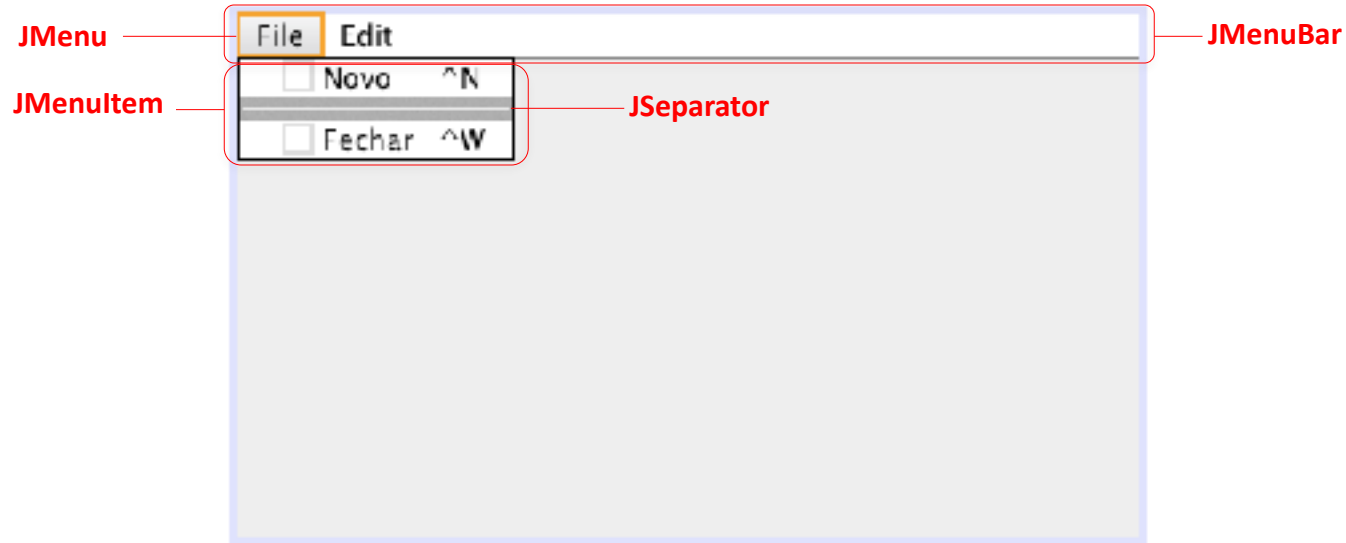 JMenu
File Edit
JMenuBar
Novo ^N
JMenuItem
JSeparator
Fechar ^W